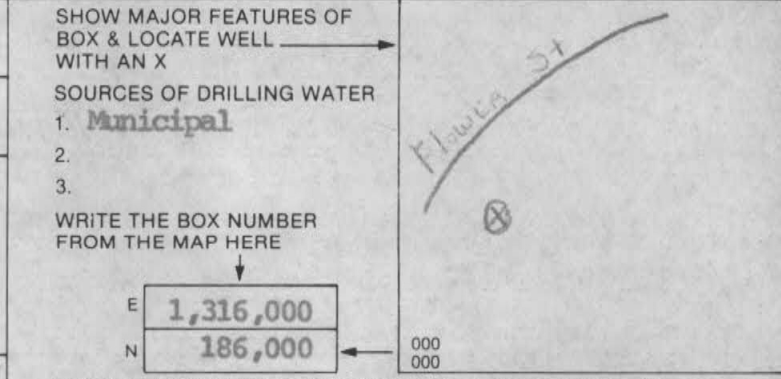 SHOW MAJOR FEATURES OF
BOX & LOCATE WELL
WITH AN X
SOURCES OF DRILLING WATER
1. Municipal
2.
3.
WRITE THE BOX NUMBER
FROM THE MAP HERE
E 1,316,000
N 186,000
Flower St
X
000
000